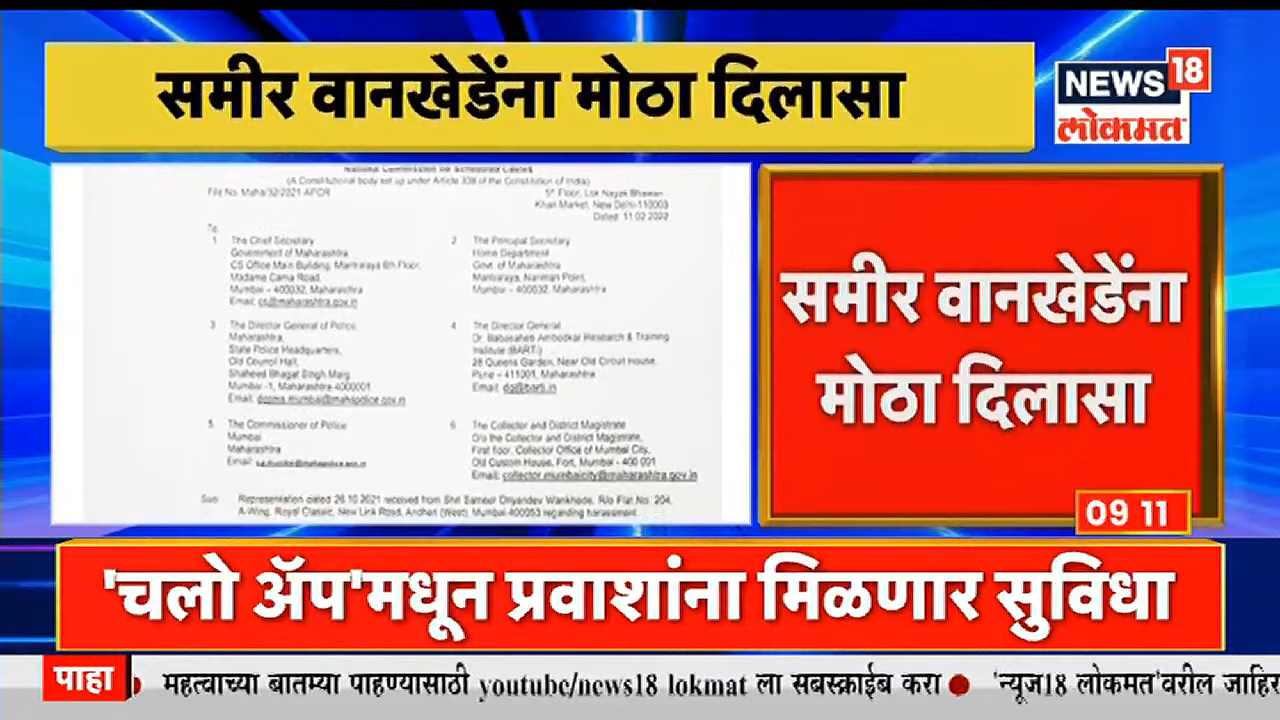 समीर वानखेडेंना मोठा दिलासा
NEWS 18
लोकमत
National Commission for Scheduled Castes
(A Constitutional body set up under Article 338 of the Constitution of India)
File No. Maha/32/2021-APCR
5th Floor, Lok Nayak Bhawan
Khan Market, New Delhi-110003
Dated 11.02.2022
To,
1 The Chief Secretary
Government of Maharashtra
CS Office Main Building, Mantralaya 6th Floor,
Madame Cama Road,
Mumbai - 400032, Maharashtra
Email: cs@maharashtra.gov.in
2 The Principal Secretary
Home Department
Govt. of Maharashtra
Mantralaya, Nariman Point,
Mumbai - 400032, Maharashtra
3 The Director General of Police,
Maharashtra,
State Police Headquarters,
Old Council Hall,
Shaheed Bhagat Singh Marg
Mumbai -1, Maharashtra-4000001
Email:
4 The Director General
Dr. Babasaheb Ambedkar Research & Training
Institute (BARTI)
28 Queens Garden, Near Old Circuit House,
Pune - 411001, Maharashtra
Email: dg@barti.in
5 The Commissioner of Police
Mumbai
Maharashtra
Email:
6 The Collector and District Magistrate
O/o the Collector and District Magistrate,
First floor, Collector Office of Mumbai City,
Old Custom House, Fort, Mumbai - 400 001
Email: collector.mumbaicity@maharashtra.gov.in
Sub: Representation dated 26.10.2021 received from Shri Sameer Dnyandev Wankhede, R/o Flat No. 204,
A-Wing, Royal Classic, New Link Road, Andheri (West), Mumbai-400053 regarding harassment.
समीर वानखेडेंना
मोठा दिलासा
09 11
'चलो ॲप'मधून प्रवाशांना मिळणार सुविधा
पाहा महत्वाच्या बातम्या पाहण्यासाठी youtube/news18 lokmat ला सबस्क्राईब करा 'न्यूज18 लोकमत'वरील जाहिर